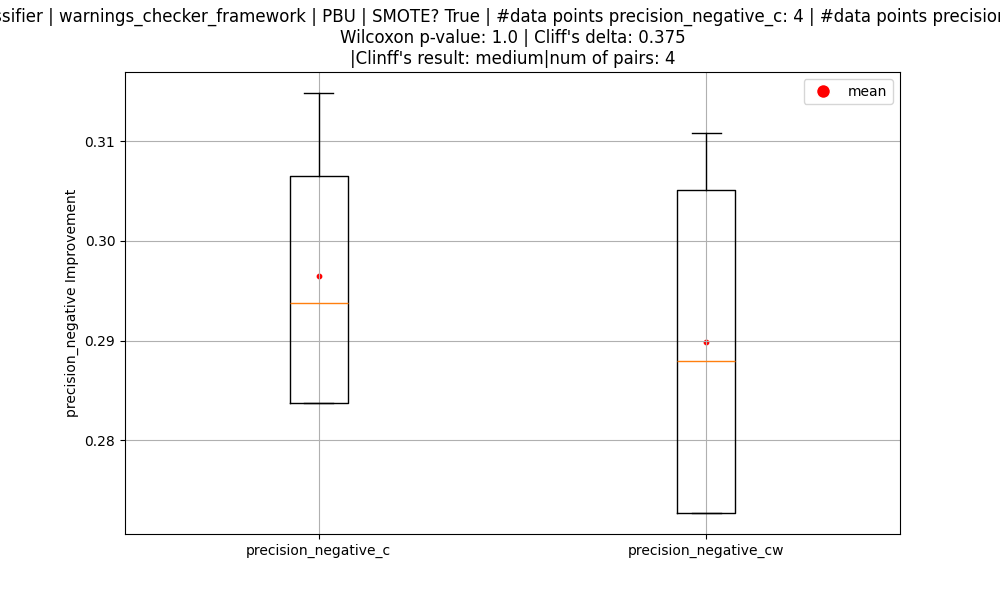 | warnings_checker_framework | PBU | SMOTE? True | #data points precision_negative_c: 4 | #data points
Wilcoxon p-value: 1.0 | Cliff's delta: 0.375
|Clinff's result: medium|num of pairs: 4
mean
0.31
0.30
0.29
0.28
precision_negative Improvement
precision_negative_c
precision_negative_cw